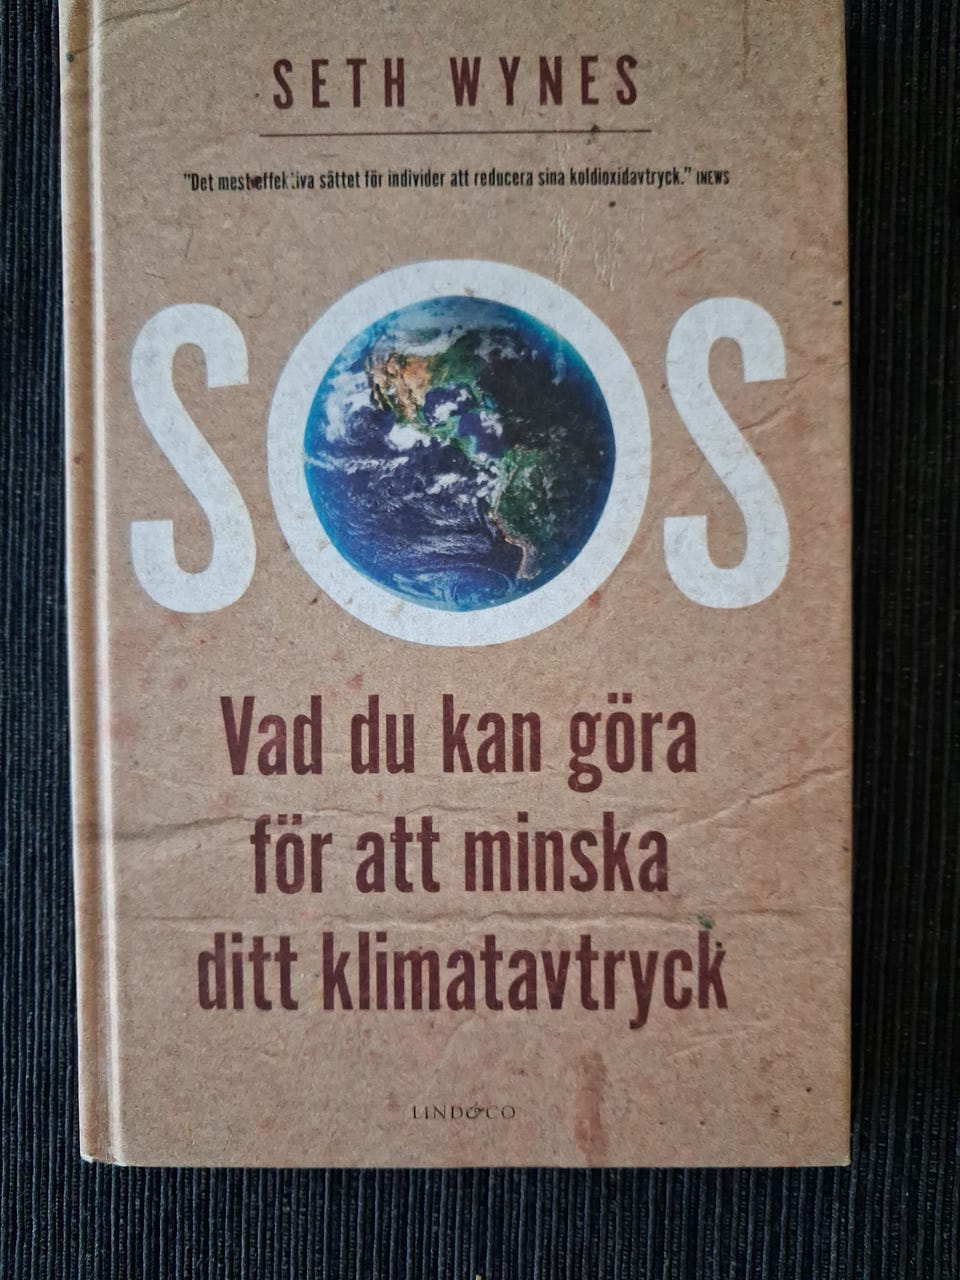 SETH WYNES
"Det mest effektiva sättet för individer att reducera sina koldioxidavtryck." INEWS
SOS
Vad du kan göra
för att minska
ditt klimatavtryck
LIND&CO